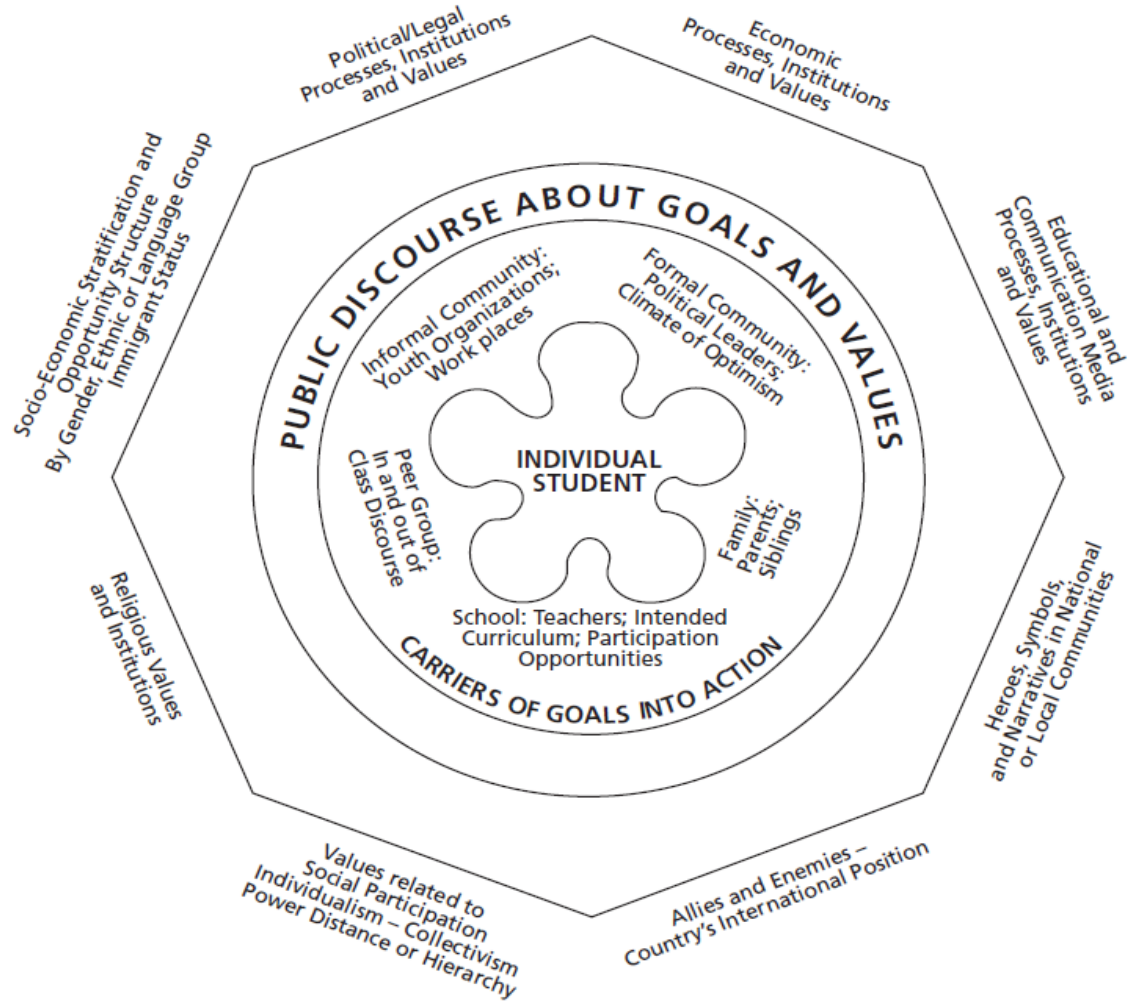 Political/Legal
Processes, Institutions
and Values
Economic
Processes, Institutions
and Values
Socio-Economic Stratification and
Opportunity Structure
By Gender, Ethnic or Language Group
Immigrant Status
Educational and
Communication Media
Processes, Institutions
and Values
PUBLIC DISCOURSE ABOUT GOALS AND VALUES
Informal Community:
Youth Organizations;
Work places
Formal Community:
Political Leaders;
Climate of Optimism
INDIVIDUAL
STUDENT
Peer Group:
In and out of
Class Discourse
Family:
Parents;
Siblings
School: Teachers; Intended
Curriculum; Participation
Opportunities
CARRIERS OF GOALS INTO ACTION
Religious Values
and Institutions
Heroes, Symbols,
and Narratives in National
or Local Communities
Values related to
Social Participation
Individualism – Collectivism
Power Distance or Hierarchy
Allies and Enemies –
Country's International Position